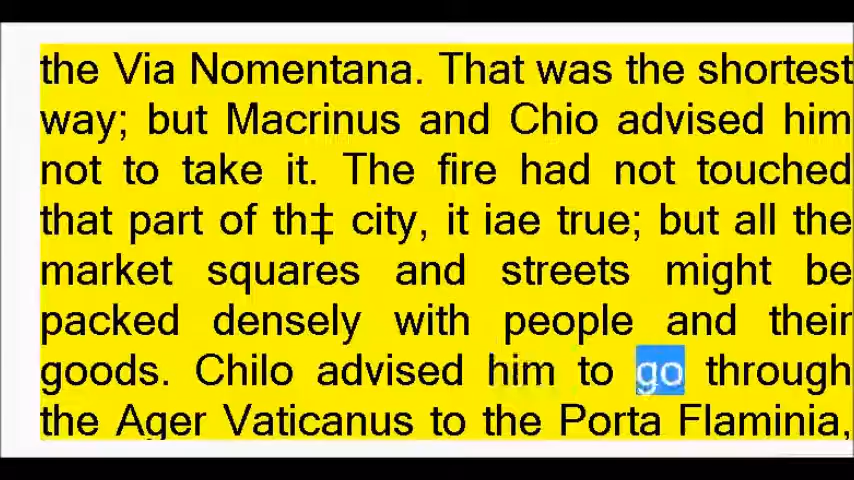 the Via Nomentana. That was the shortest
way; but Macrinus and Chio advised him
not to take it. The fire had not touched
that part of th‡ city, it iae true; but all the
market squares and streets might be
packed densely with people and their
goods. Chilo advised him to go through
the Ager Vaticanus to the Porta Flaminia,